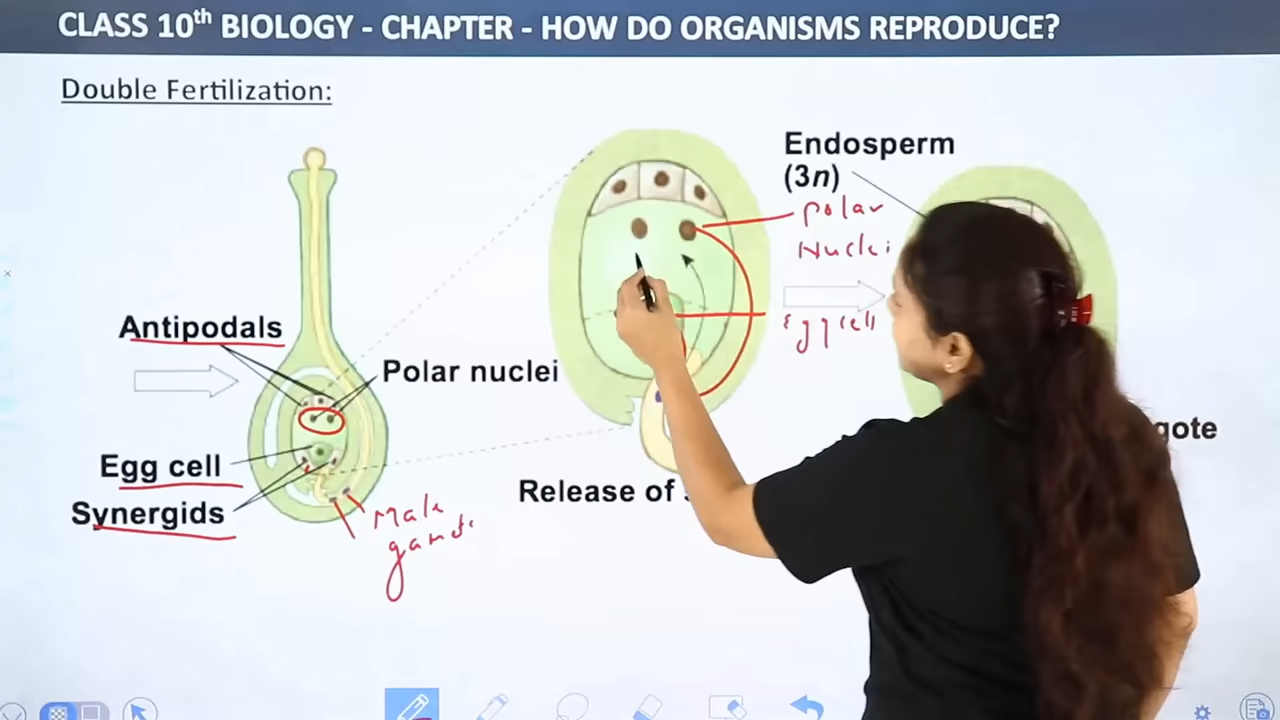 CLASS 10th BIOLOGY - CHAPTER - HOW DO ORGANISMS REPRODUCE?
Double Fertilization:
Endosperm
(3n)
Polar
Nuclei
Egg cell
Antipodals
Polar nuclei
Egg cell
Synergids
Male
Release of